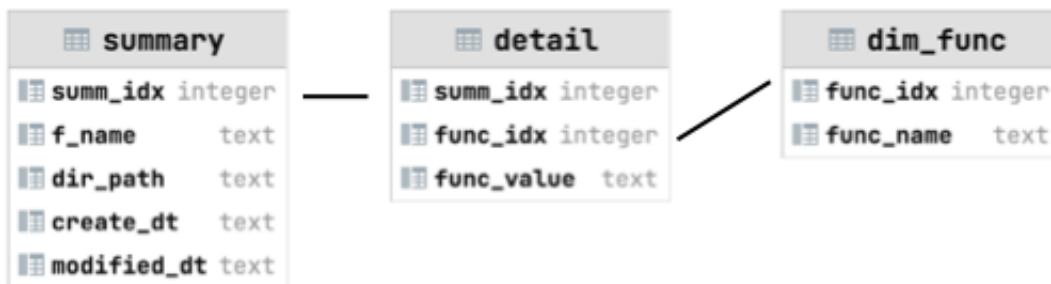 summary
summ_idx integer
f_name text
dir_path text
create_dt text
modified_dt text
detail
summ_idx integer
func_idx integer
func_value text
dim_func
func_idx integer
func_name text